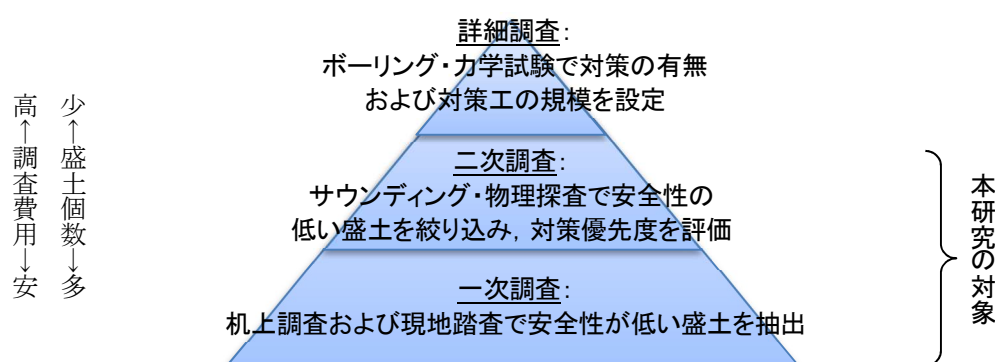 詳細調査:
ボーリング・力学試験で対策の有無
および対策工の規模を設定
高←調査費用→安
少←盛土個数→多
二次調査:
サウンディング・物理探査で安全性の
低い盛土を絞り込み,対策優先度を評価
本研究の対象
一次調査:
机上調査および現地踏査で安全性が低い盛土を抽出